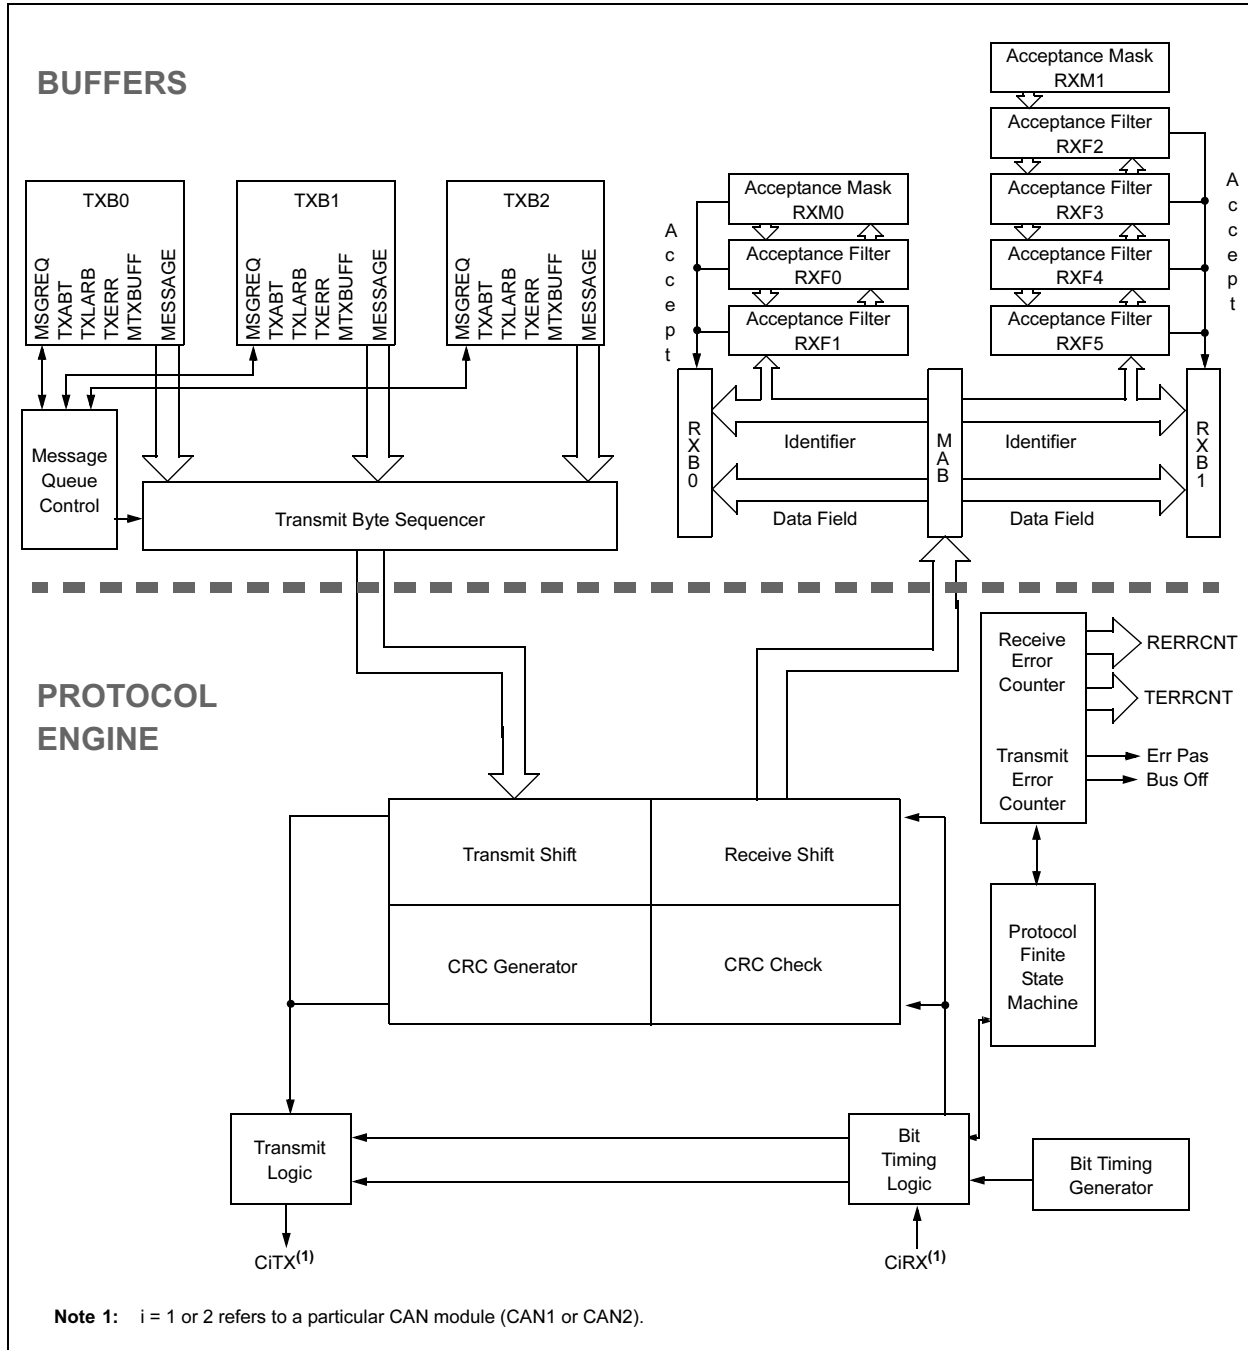 BUFFERS
Acceptance Mask
RXM1
Acceptance Filter
RXF2
Acceptance Filter
RXF3
Acceptance Filter
RXF4
Acceptance Filter
RXF5
Accept
Acceptance Mask
RXM0
Acceptance Filter
RXF0
Acceptance Filter
RXF1
Accept
TXB0
MSGREQ
TXABT
TXLARB
TXERR
MTXBUFF
MESSAGE
TXB1
MSGREQ
TXABT
TXLARB
TXERR
MTXBUFF
MESSAGE
TXB2
MSGREQ
TXABT
TXLARB
TXERR
MTXBUFF
MESSAGE
Message
Queue
Control
Transmit Byte Sequencer
RXB0
Identifier
MAB
Identifier
RXB1
Data Field
Data Field
PROTOCOL
ENGINE
Receive
Error
Counter
Transmit
Error
Counter
RERRCNT
TERRCNT
Err Pas
Bus Off
Transmit Shift
Receive Shift
CRC Generator
CRC Check
Protocol
Finite
State
Machine
Transmit
Logic
Bit
Timing
Logic
Bit Timing
Generator
CiTX(1)
CiRX(1)
Note 1: i = 1 or 2 refers to a particular CAN module (CAN1 or CAN2).